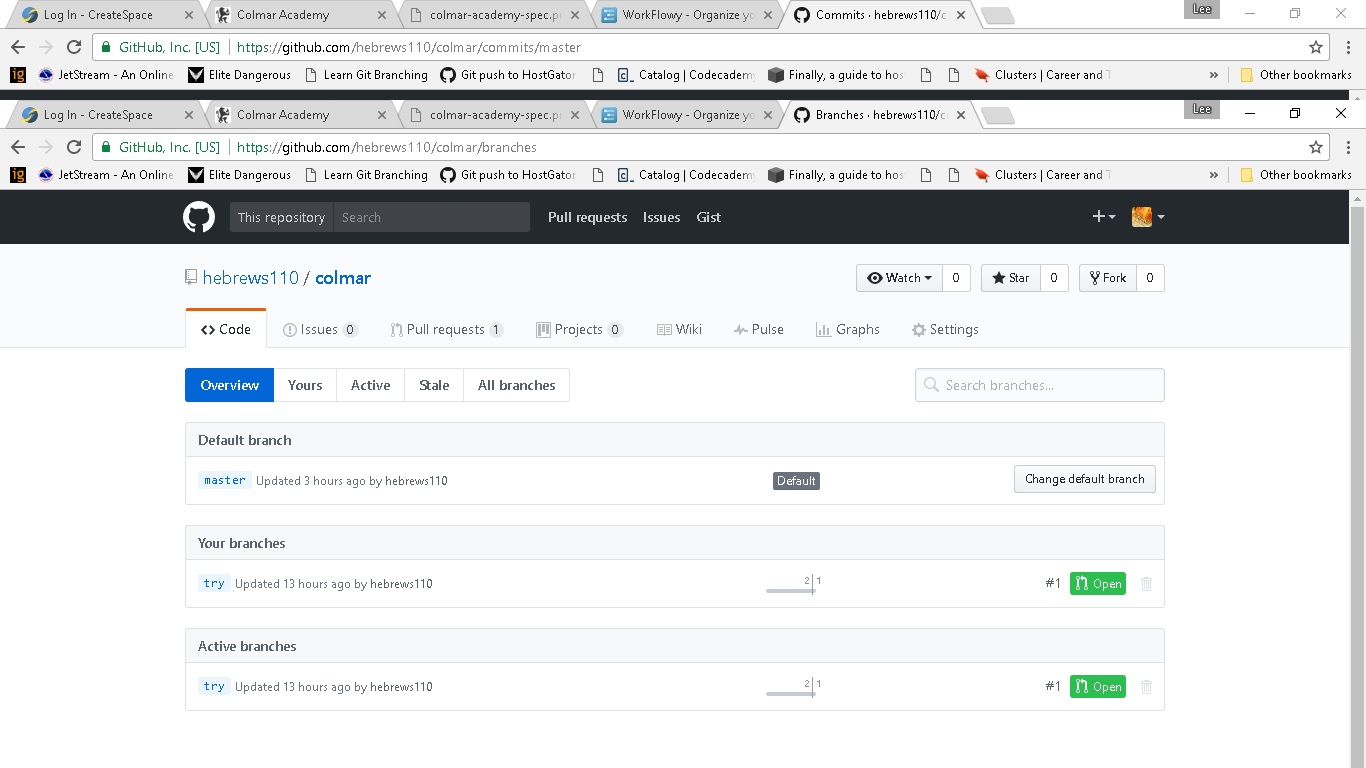 Log In - CreateSpace Colmar Academy colmar-academy-spec.p WorkFlowy - Organize yo Commits · hebrews110/c Lee
GitHub, Inc. [US] https://github.com/hebrews110/colmar/commits/master
JetStream - An Online Elite Dangerous Learn Git Branching Git push to HostGator Catalog | Codecadem Finally, a guide to hos Clusters | Career and T » Other bookmarks
Log In - CreateSpace Colmar Academy colmar-academy-spec.p WorkFlowy - Organize yo Branches · hebrews110/c Lee
GitHub, Inc. [US] https://github.com/hebrews110/colmar/branches
JetStream - An Online Elite Dangerous Learn Git Branching Git push to HostGator Catalog | Codecadem Finally, a guide to hos Clusters | Career and T » Other bookmarks
This repository Search Pull requests Issues Gist
hebrews110 / colmar Watch 0 Star 0 Fork 0
Code Issues 0 Pull requests 1 Projects 0 Wiki Pulse Graphs Settings
Overview Yours Active Stale All branches Search branches...
Default branch
master Updated 3 hours ago by hebrews110 Default Change default branch
Your branches
try Updated 13 hours ago by hebrews110 2 1 #1 Open
Active branches
try Updated 13 hours ago by hebrews110 2 1 #1 Open